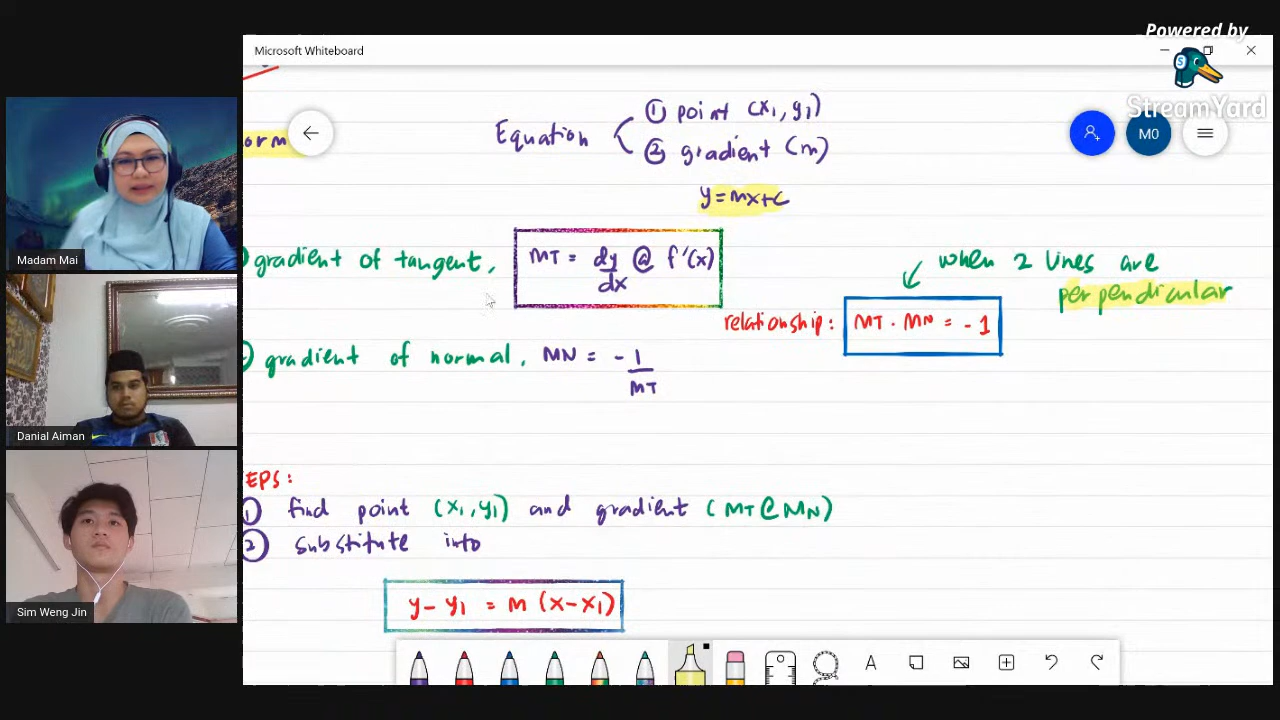 Powered by
StreamYard
Microsoft Whiteboard
M0
Equation
① point (x₁, y₁)
② gradient (m)
y = mx+c
gradient of tangent,
MT = dy/dx @ f'(x)
when 2 lines are
perpendicular
relationship: MT · MN = -1
gradient of normal, MN = -1/MT
EPS:
① find point (x₁, y₁) and gradient (MT@MN)
② substitute into
y - y₁ = m (x - x₁)
Madam Mai
Danial Aiman
Sim Weng Jin